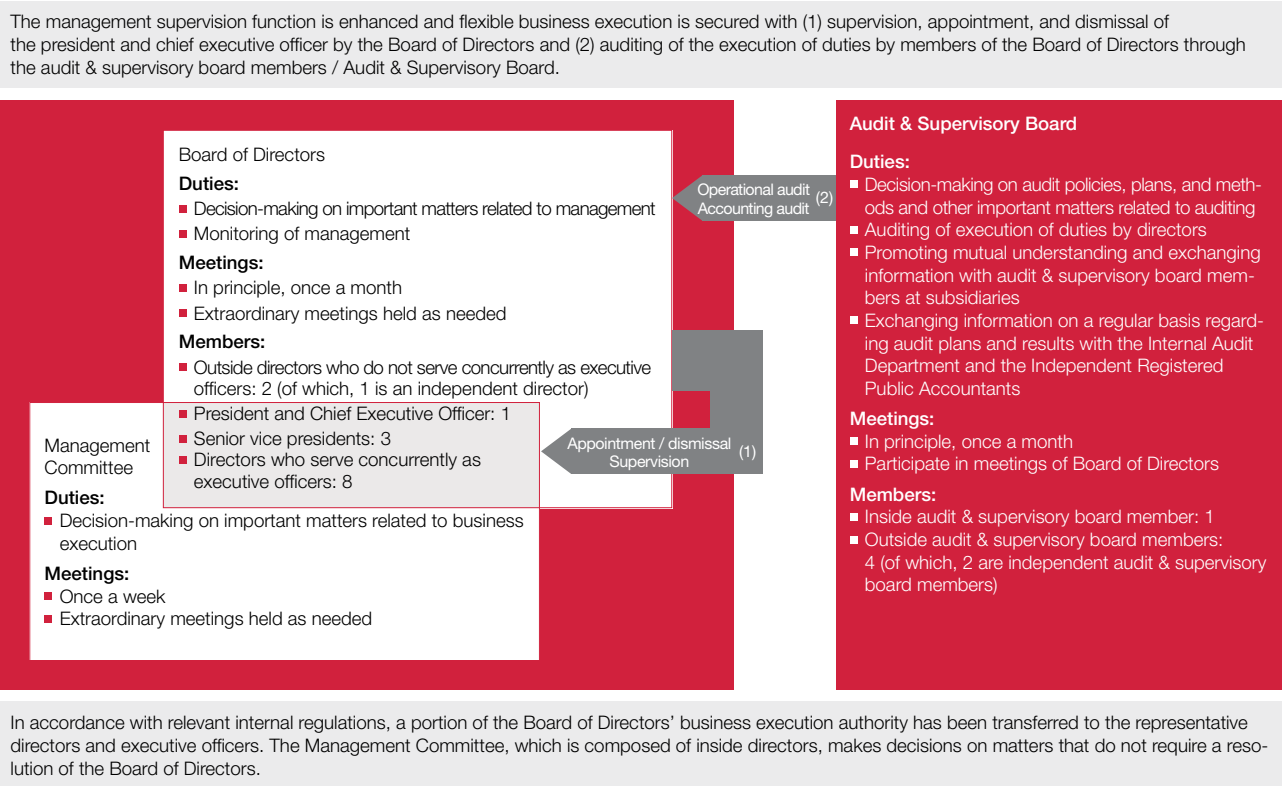 The management supervision function is enhanced and flexible business execution is secured with (1) supervision, appointment, and dismissal of
the president and chief executive officer by the Board of Directors and (2) auditing of the execution of duties by members of the Board of Directors through
the audit & supervisory board members / Audit & Supervisory Board.
Board of Directors
Duties:
■ Decision-making on important matters related to management
■ Monitoring of management
Meetings:
■ In principle, once a month
■ Extraordinary meetings held as needed
Members:
■ Outside directors who do not serve concurrently as executive
officers: 2 (of which, 1 is an independent director)
■ President and Chief Executive Officer: 1
■ Senior vice presidents: 3
■ Directors who serve concurrently as
executive officers: 8
Management
Committee
Duties:
■ Decision-making on important matters related to business
execution
Meetings:
■ Once a week
■ Extraordinary meetings held as needed
Operational audit
Accounting audit (2)
Appointment / dismissal
Supervision (1)
Audit & Supervisory Board
Duties:
■ Decision-making on audit policies, plans, and meth-
ods and other important matters related to auditing
■ Auditing of execution of duties by directors
■ Promoting mutual understanding and exchanging
information with audit & supervisory board mem-
bers at subsidiaries
■ Exchanging information on a regular basis regard-
ing audit plans and results with the Internal Audit
Department and the Independent Registered
Public Accountants
Meetings:
■ In principle, once a month
■ Participate in meetings of Board of Directors
Members:
■ Inside audit & supervisory board member: 1
■ Outside audit & supervisory board members:
4 (of which, 2 are independent audit & supervisory
board members)
In accordance with relevant internal regulations, a portion of the Board of Directors' business execution authority has been transferred to the representative
directors and executive officers. The Management Committee, which is composed of inside directors, makes decisions on matters that do not require a reso-
lution of the Board of Directors.